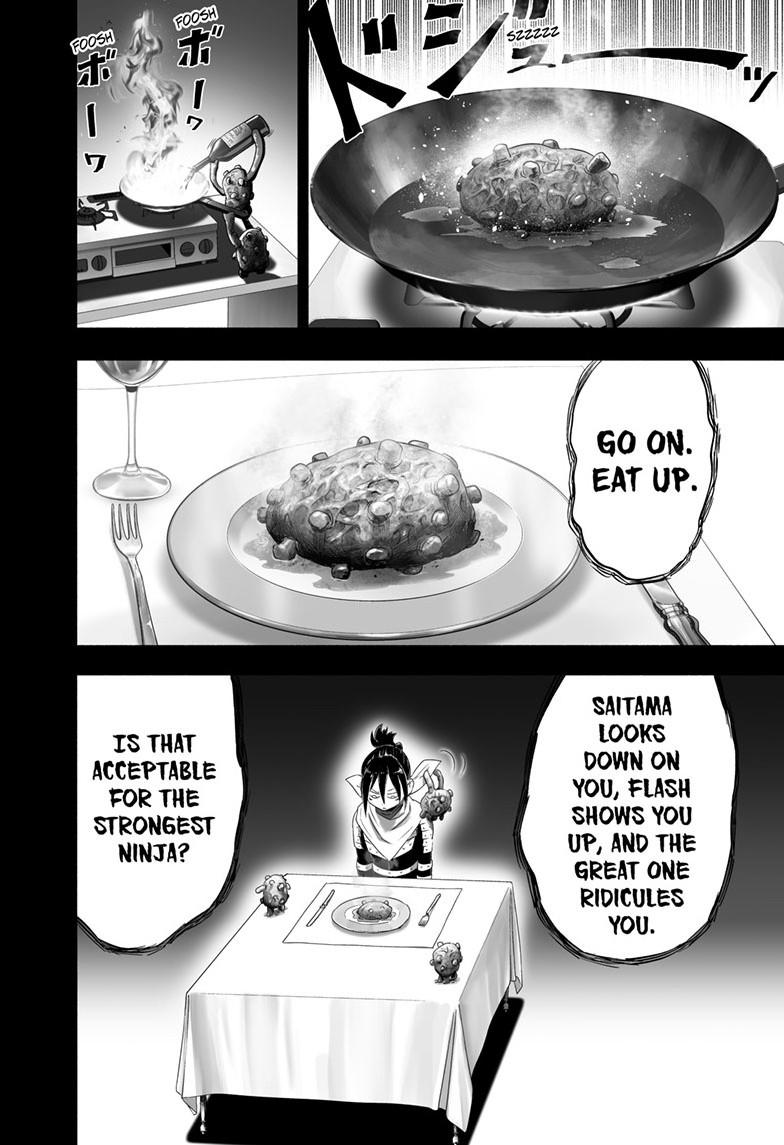 ドジューーッ
SZZZZZ
ボーワ
FOOSH
ボーワ
FOOSH
GO ON.
EAT UP.
SAITAMA
LOOKS
DOWN ON
YOU, FLASH
SHOWS YOU
UP, AND THE
GREAT ONE
RIDICULES
YOU.
IS THAT
ACCEPTABLE
FOR THE
STRONGEST
NINJA?